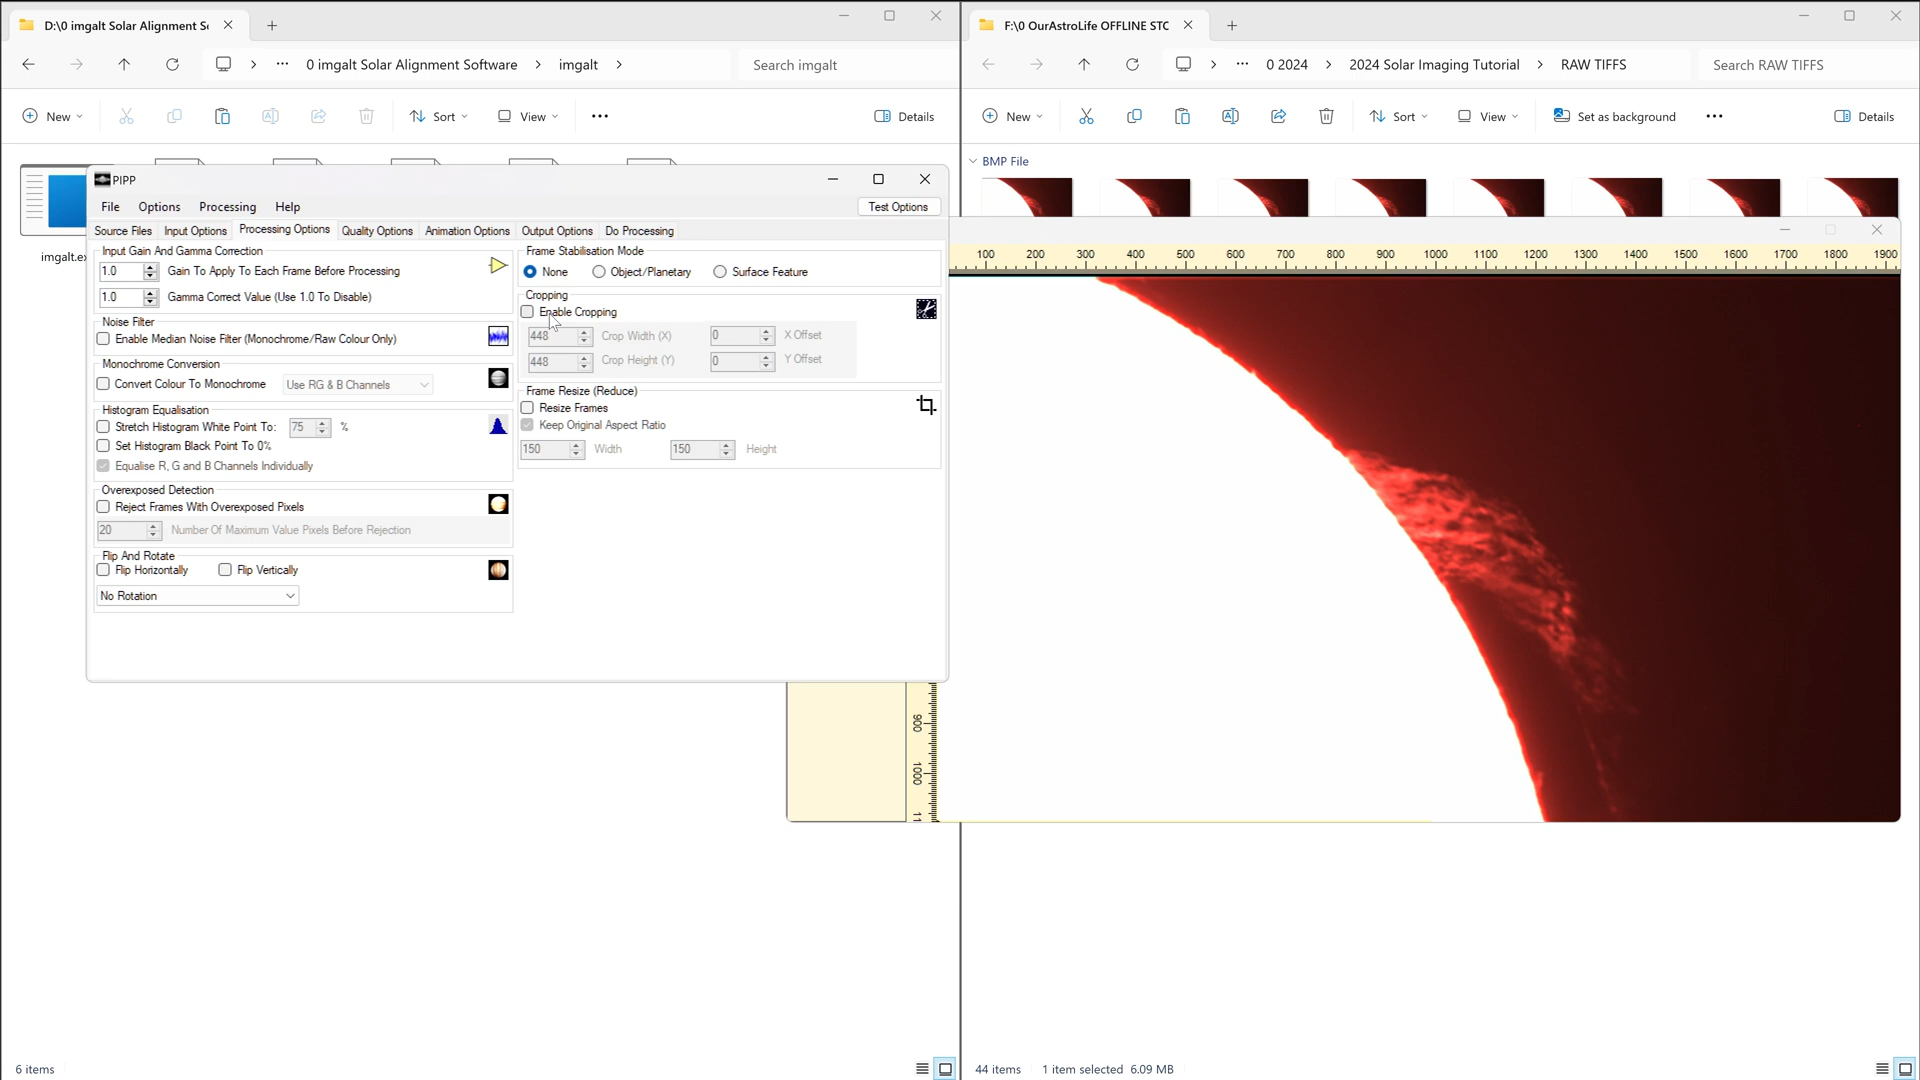 D:\0 imgalt Solar Alignment S
0 imgalt Solar Alignment Software
imgalt
Search imgalt
New
Sort
View
Details
imgalt.e
6 items
F:\0 OurAstroLife OFFLINE STC
0 2024
2024 Solar Imaging Tutorial
RAW TIFFS
Search RAW TIFFS
New
Sort
View
Set as background
Details
BMP File
PIPP
File
Options
Processing
Help
Test Options
Source Files
Input Options
Processing Options
Quality Options
Animation Options
Output Options
Do Processing
Input Gain And Gamma Correction
1.0
Gain To Apply To Each Frame Before Processing
1.0
Gamma Correct Value (Use 1.0 To Disable)
Noise Filter
Enable Median Noise Filter (Monochrome/Raw Colour Only)
Monochrome Conversion
Convert Colour To Monochrome
Use RG & B Channels
Histogram Equalisation
Stretch Histogram White Point To:
75
%
Set Histogram Black Point To 0%
Equalise R, G and B Channels Individually
Overexposed Detection
Reject Frames With Overexposed Pixels
20
Number Of Maximum Value Pixels Before Rejection
Flip And Rotate
Flip Horizontally
Flip Vertically
No Rotation
Frame Stabilisation Mode
None
Object/Planetary
Surface Feature
Cropping
Enable Cropping
448
Crop Width (X)
0
X Offset
448
Crop Height (Y)
0
Y Offset
Frame Resize (Reduce)
Resize Frames
Keep Original Aspect Ratio
150
Width
150
Height
100 200 300 400 500 600 700 800 900 1000 1100 1200 1300 1400 1500 1600 1700 1800 1900
900
1000
11
44 items
1 item selected 6.09 MB